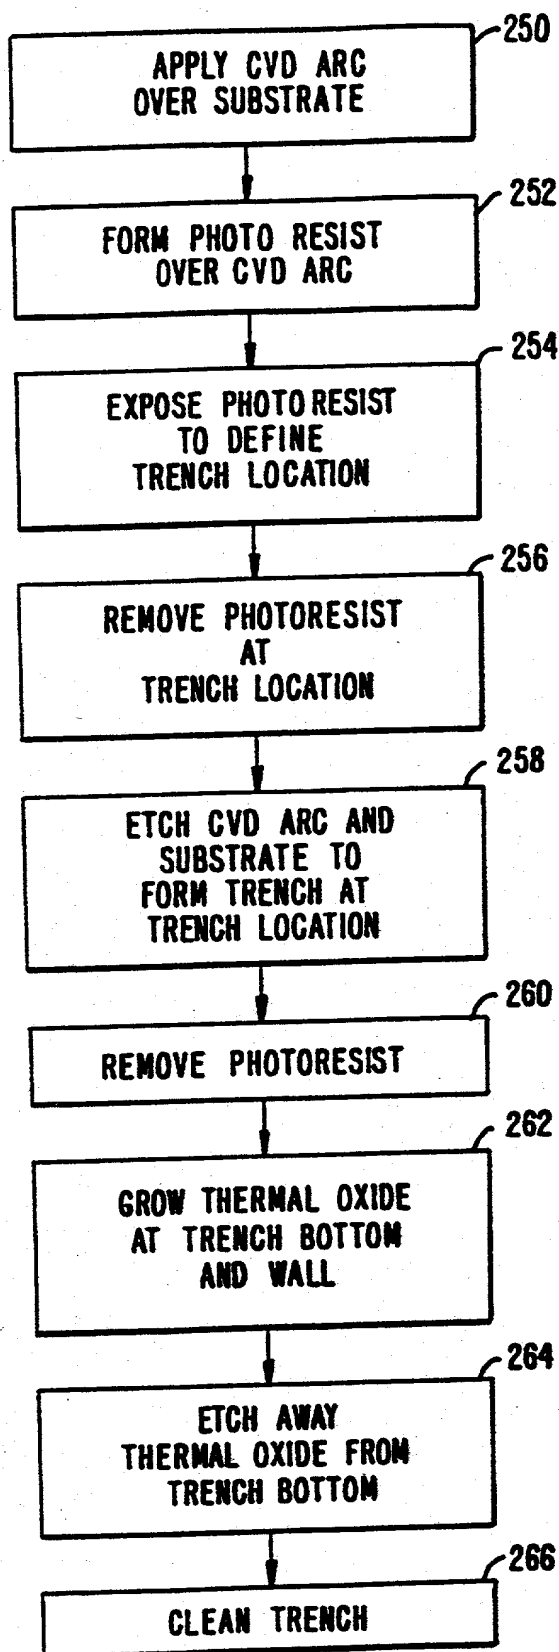 250
APPLY CVD ARC
OVER SUBSTRATE
252
FORM PHOTO RESIST
OVER CVD ARC
254
EXPOSE PHOTORESIST
TO DEFINE
TRENCH LOCATION
256
REMOVE PHOTORESIST
AT
TRENCH LOCATION
258
ETCH CVD ARC AND
SUBSTRATE TO
FORM TRENCH AT
TRENCH LOCATION
260
REMOVE PHOTORESIST
262
GROW THERMAL OXIDE
AT TRENCH BOTTOM
AND WALL
264
ETCH AWAY
THERMAL OXIDE FROM
TRENCH BOTTOM
266
CLEAN TRENCH